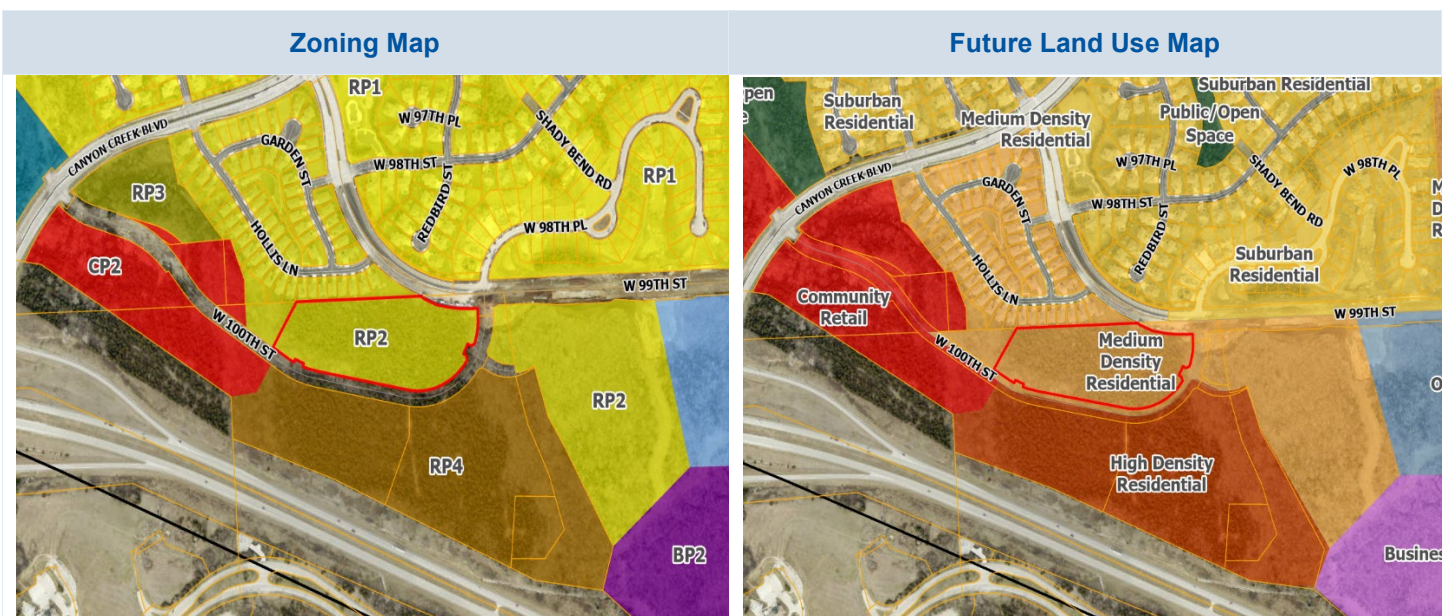 Zoning Map
Future Land Use Map
RP1
W 97TH PL
SHADY BEND RD
CANYON CREEK BLVD
GARDEN ST
W 98TH ST
REDBIRD ST
RP1
RP3
HOLLIS LN
W 98TH PL
CP2
W 99TH ST
W 100TH ST
RP2
RP2
RP4
BP2
pen
e
Suburban
Residential
Medium Density
Residential
Suburban Residential
Public/Open
Space
W 97TH PL
SHADY BEND RD
W 98TH PL
CANYON CREEK BLVD
GARDEN ST
W 98TH ST
REDBIRD ST
M
D
R
HOLLIS LN
Suburban
Residential
Community
Retail
W 99TH ST
W 100TH ST
Medium
Density
Residential
O
High Density
Residential
Busines